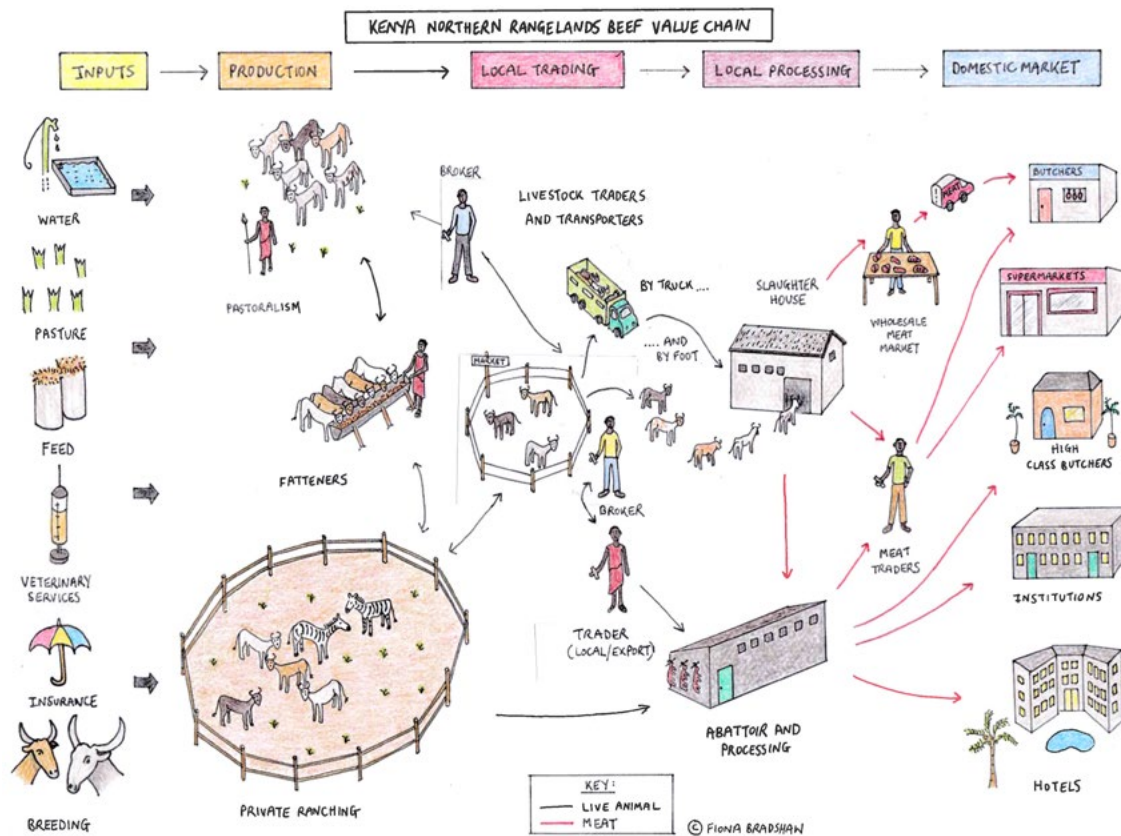 KENYA NORTHERN RANGELANDS BEEF VALUE CHAIN
INPUTS
PRODUCTION
LOCAL TRADING
LOCAL PROCESSING
DOMESTIC MARKET
WATER
PASTURE
FEED
VETERINARY
SERVICES
INSURANCE
BREEDING
PASTORALISM
FATTENERS
PRIVATE RANCHING
BROKER
LIVESTOCK TRADERS
AND TRANSPORTERS
BY TRUCK....
.... AND
BY FOOT
MARKET
BROKER
TRADER
(LOCAL/EXPORT)
SLAUGHTER
HOUSE
ABATTOIR AND
PROCESSING
MEAT
WHOLESALE
MEAT
MARKET
MEAT
TRADERS
BUTCHERS
SUPERMARKETS
HIGH
CLASS BUTCHERS
INSTITUTIONS
HOTELS
KEY:
LIVE ANIMAL
MEAT
© FIONA BRADSHAW